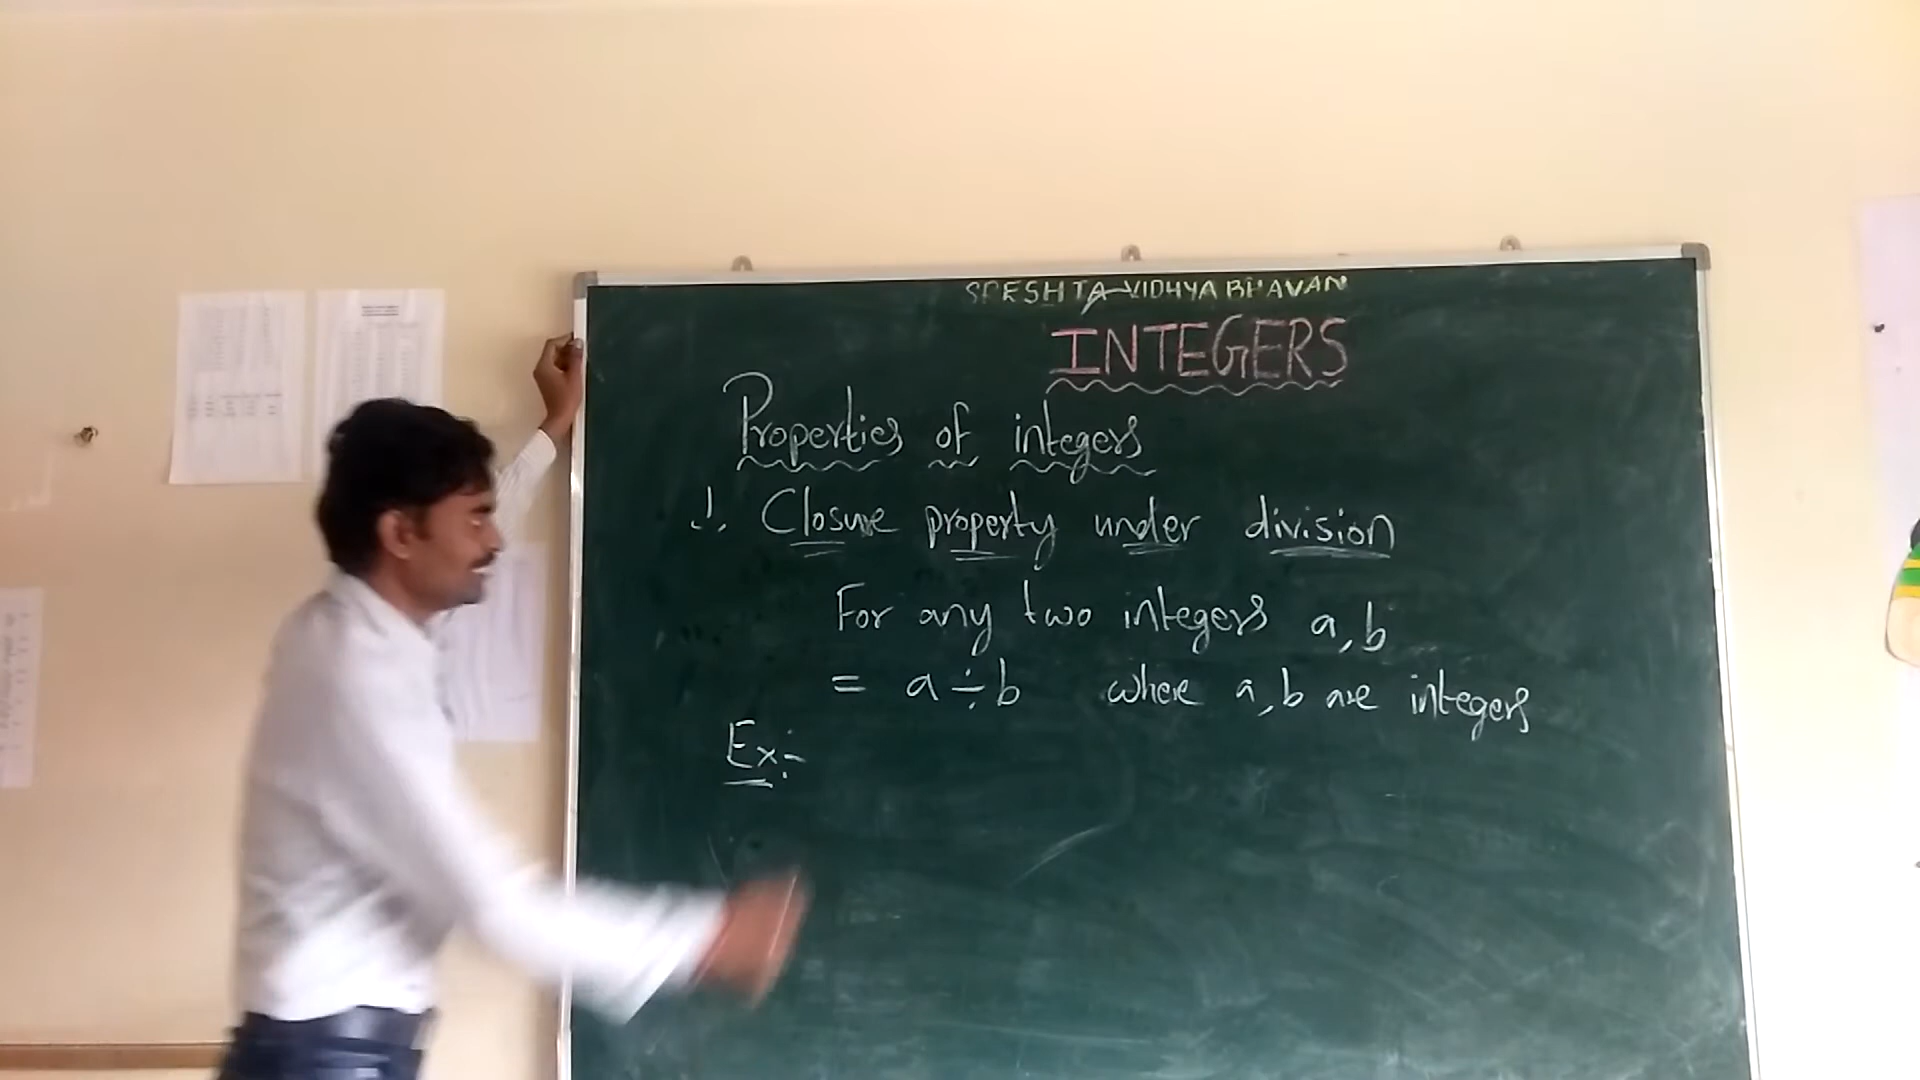 SRESHTA VIDHYA BHAVAN
INTEGERS
Properties of integers
1. Closure property under division
For any two integers a, b
= a ÷ b where a, b are integers
Ex:-